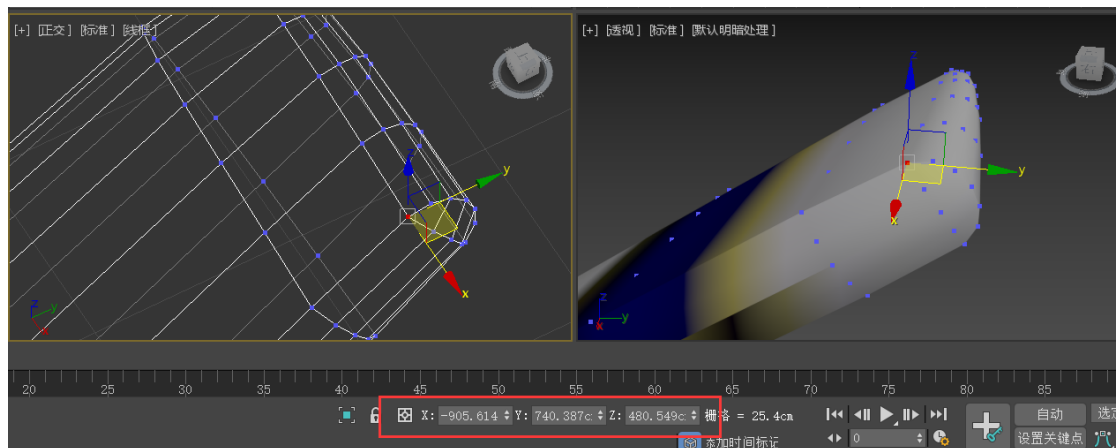 [+] [正交] [标准] [线框]
[+] [透视] [标准] [默认明暗处理]
z
y
x
z
y
x
z
y
x
z
y
x
20 25 30 35 40 45 50 55 60 65 70 75 80 85
X: -905.614 Y: 740.387c Z: 480.549c 栅格 = 25.4cm
自动 选定
0
添加时间标记
设置关键点